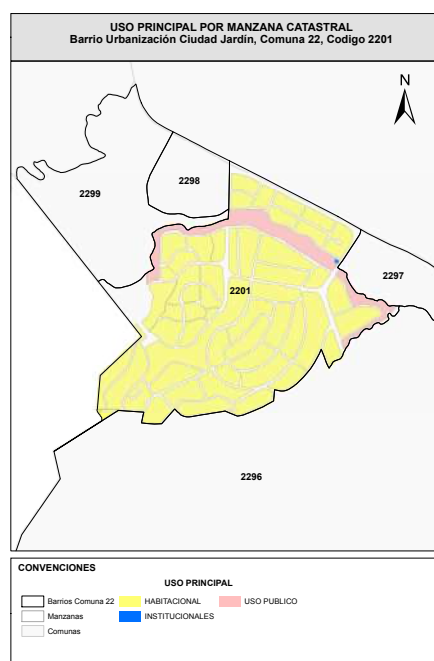 USO PRINCIPAL POR MANZANA CATASTRAL
Barrio Urbanización Ciudad Jardín, Comuna 22, Codigo 2201
N
2298
2299
2297
2201
2296
CONVENCIONES
USO PRINCIPAL
Barrios Comuna 22 HABITACIONAL USO PUBLICO
Manzanas INSTITUCIONALES
Comunas